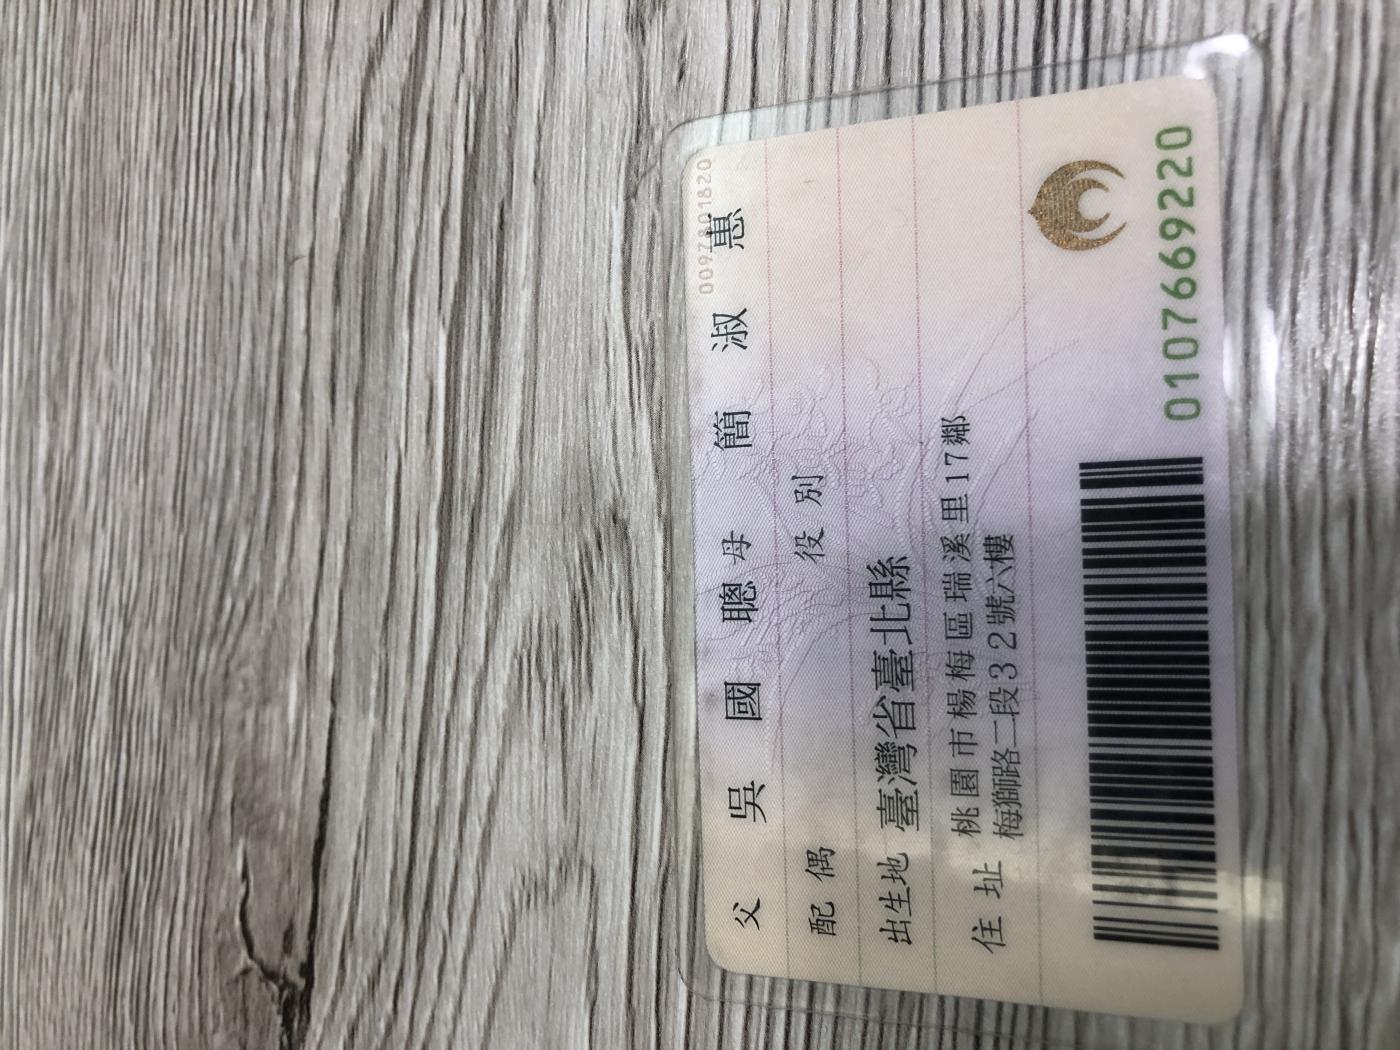 0097801820
父 吳 國 聰 母 簡 淑 惠
配偶 役別
出生地 臺灣省臺北縣
住址 桃園市楊梅區瑞溪里17鄰
梅獅路二段32號六樓
0107669220